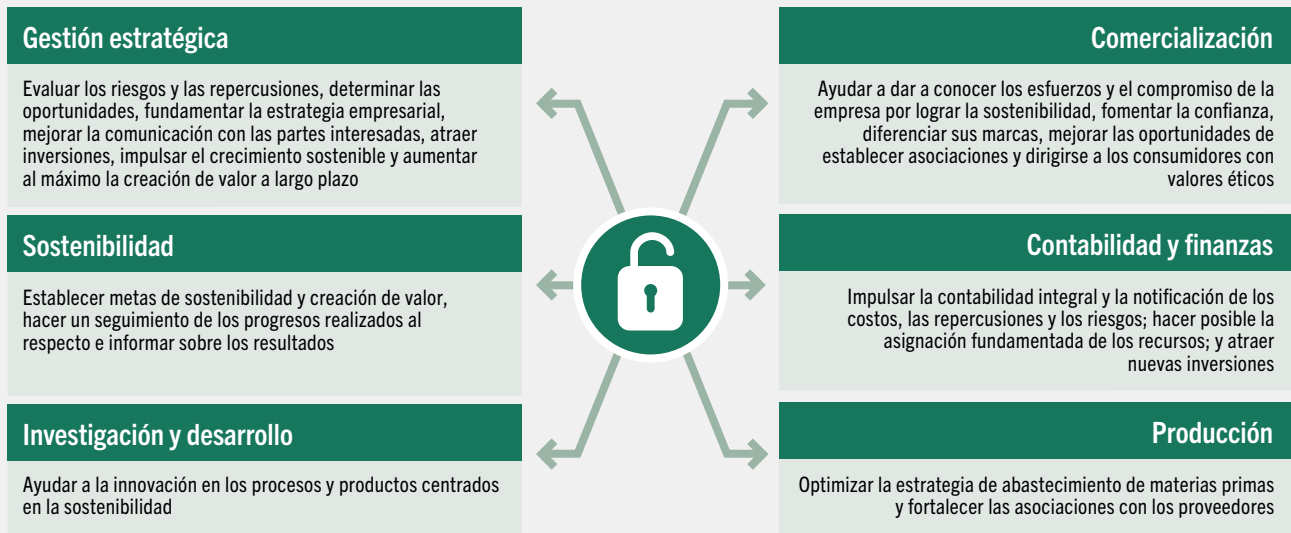 Gestión estratégica
Evaluar los riesgos y las repercusiones, determinar las
oportunidades, fundamentar la estrategia empresarial,
mejorar la comunicación con las partes interesadas, atraer
inversiones, impulsar el crecimiento sostenible y aumentar
al máximo la creación de valor a largo plazo
Sostenibilidad
Establecer metas de sostenibilidad y creación de valor,
hacer un seguimiento de los progresos realizados al
respecto e informar sobre los resultados
Investigación y desarrollo
Ayudar a la innovación en los procesos y productos centrados
en la sostenibilidad
Comercialización
Ayudar a dar a conocer los esfuerzos y el compromiso de la
empresa por lograr la sostenibilidad, fomentar la confianza,
diferenciar sus marcas, mejorar las oportunidades de
establecer asociaciones y dirigirse a los consumidores con
valores éticos
Contabilidad y finanzas
Impulsar la contabilidad integral y la notificación de los
costos, las repercusiones y los riesgos; hacer posible la
asignación fundamentada de los recursos; y atraer
nuevas inversiones
Producción
Optimizar la estrategia de abastecimiento de materias primas
y fortalecer las asociaciones con los proveedores